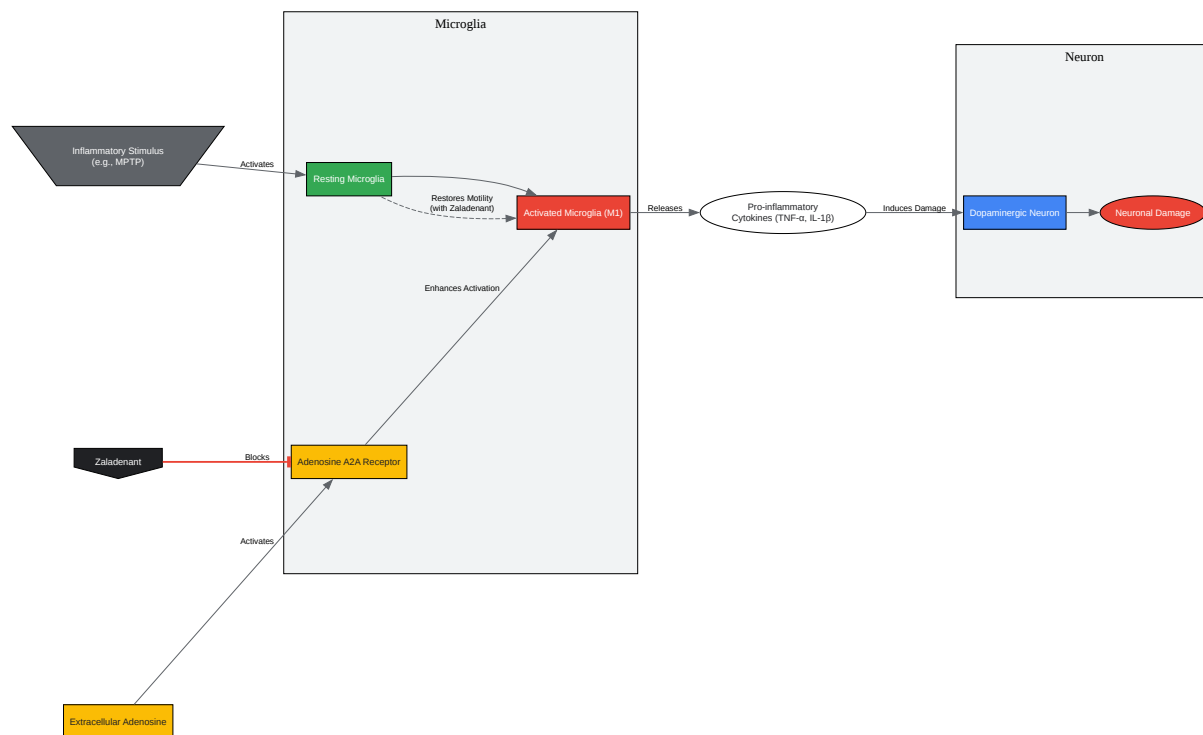 Microglia
Neuron
Inflammatory Stimulus
(e.g., MPTP)
Activates
Resting Microglia
Restores Motility
(with Zaladenant)
Activated Microglia (M1)
Releases
Pro-inflammatory
Cytokines (TNF-α, IL-1β)
Induces Damage
Dopaminergic Neuron
Neuronal Damage
Enhances Activation
Zaladenant
Blocks
Adenosine A2A Receptor
Activates
Extracellular Adenosine